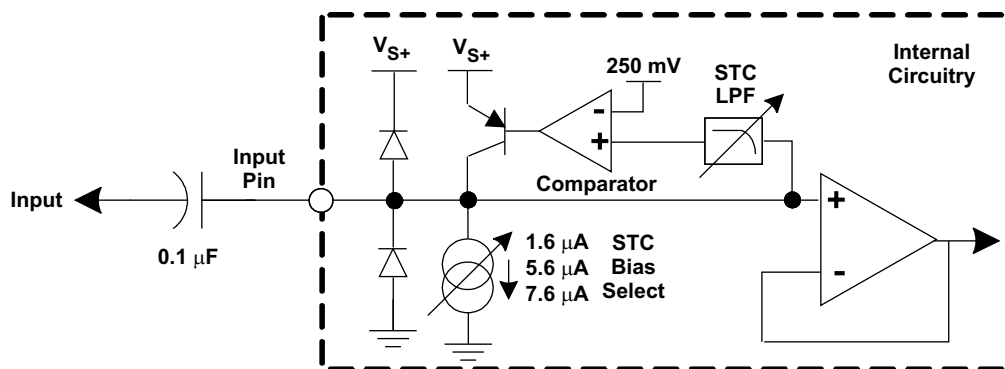 V_S+
V_S+
250 mV
STC
LPF
Internal
Circuitry
-
+
Input
Pin
Comparator
Input
0.1 μF
1.6 μA
5.6 μA
7.6 μA
STC
Bias
Select
+
-